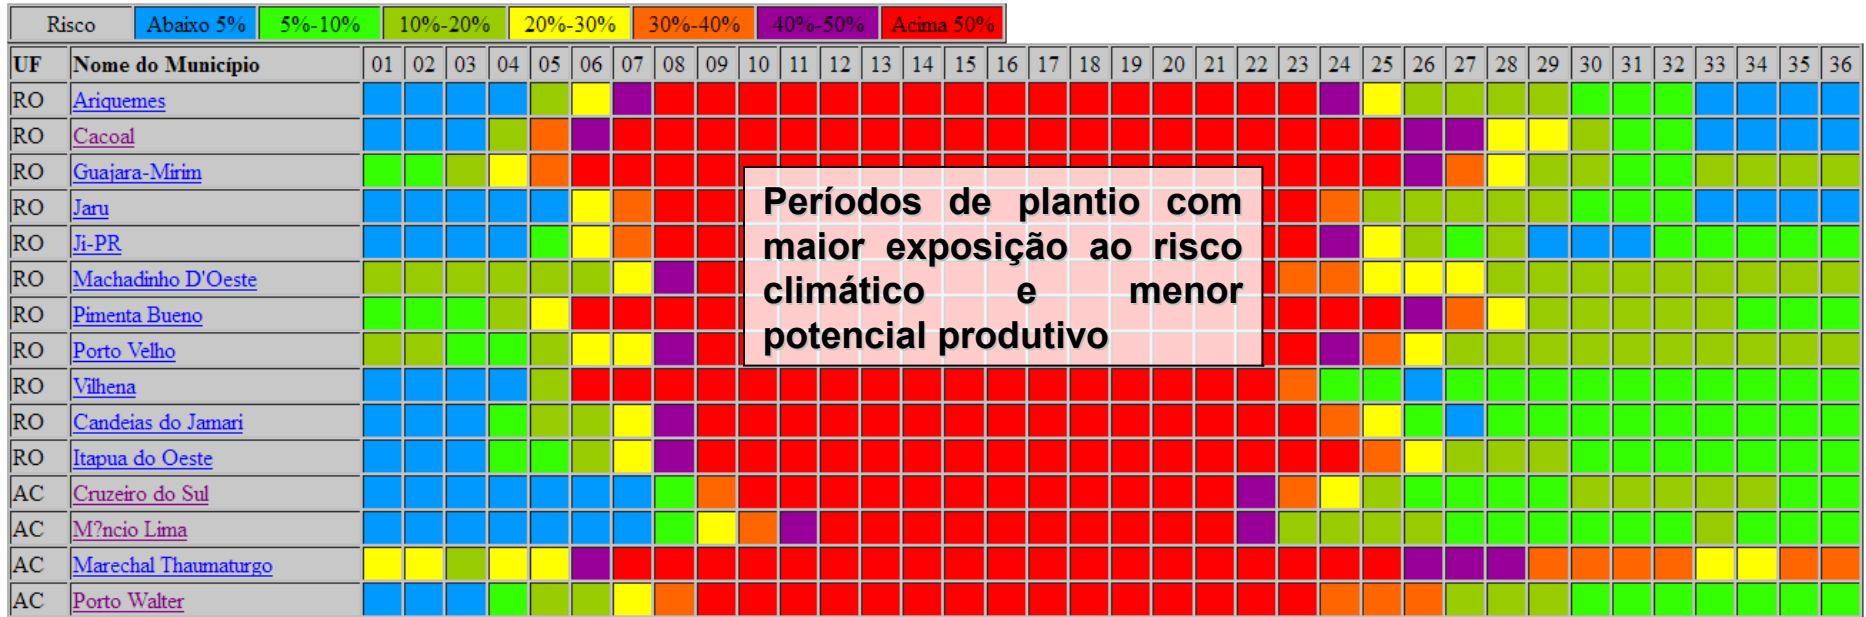 Risco Abaixo 5% 5%-10% 10%-20% 20%-30% 30%-40% 40%-50% Acima 50%
UF Nome do Município 01 02 03 04 05 06 07 08 09 10 11 12 13 14 15 16 17 18 19 20 21 22 23 24 25 26 27 28 29 30 31 32 33 34 35 36
RO Ariquemes
RO Cacoal
RO Guajara-Mirim
RO Jaru
RO Ji-PR
RO Machadinho D'Oeste
RO Pimenta Bueno
RO Porto Velho
RO Vilhena
RO Candeias do Jamari
RO Itapua do Oeste
AC Cruzeiro do Sul
AC M?ncio Lima
AC Marechal Thaumaturgo
AC Porto Walter
Períodos de plantio com
maior exposição ao risco
climático e menor
potencial produtivo